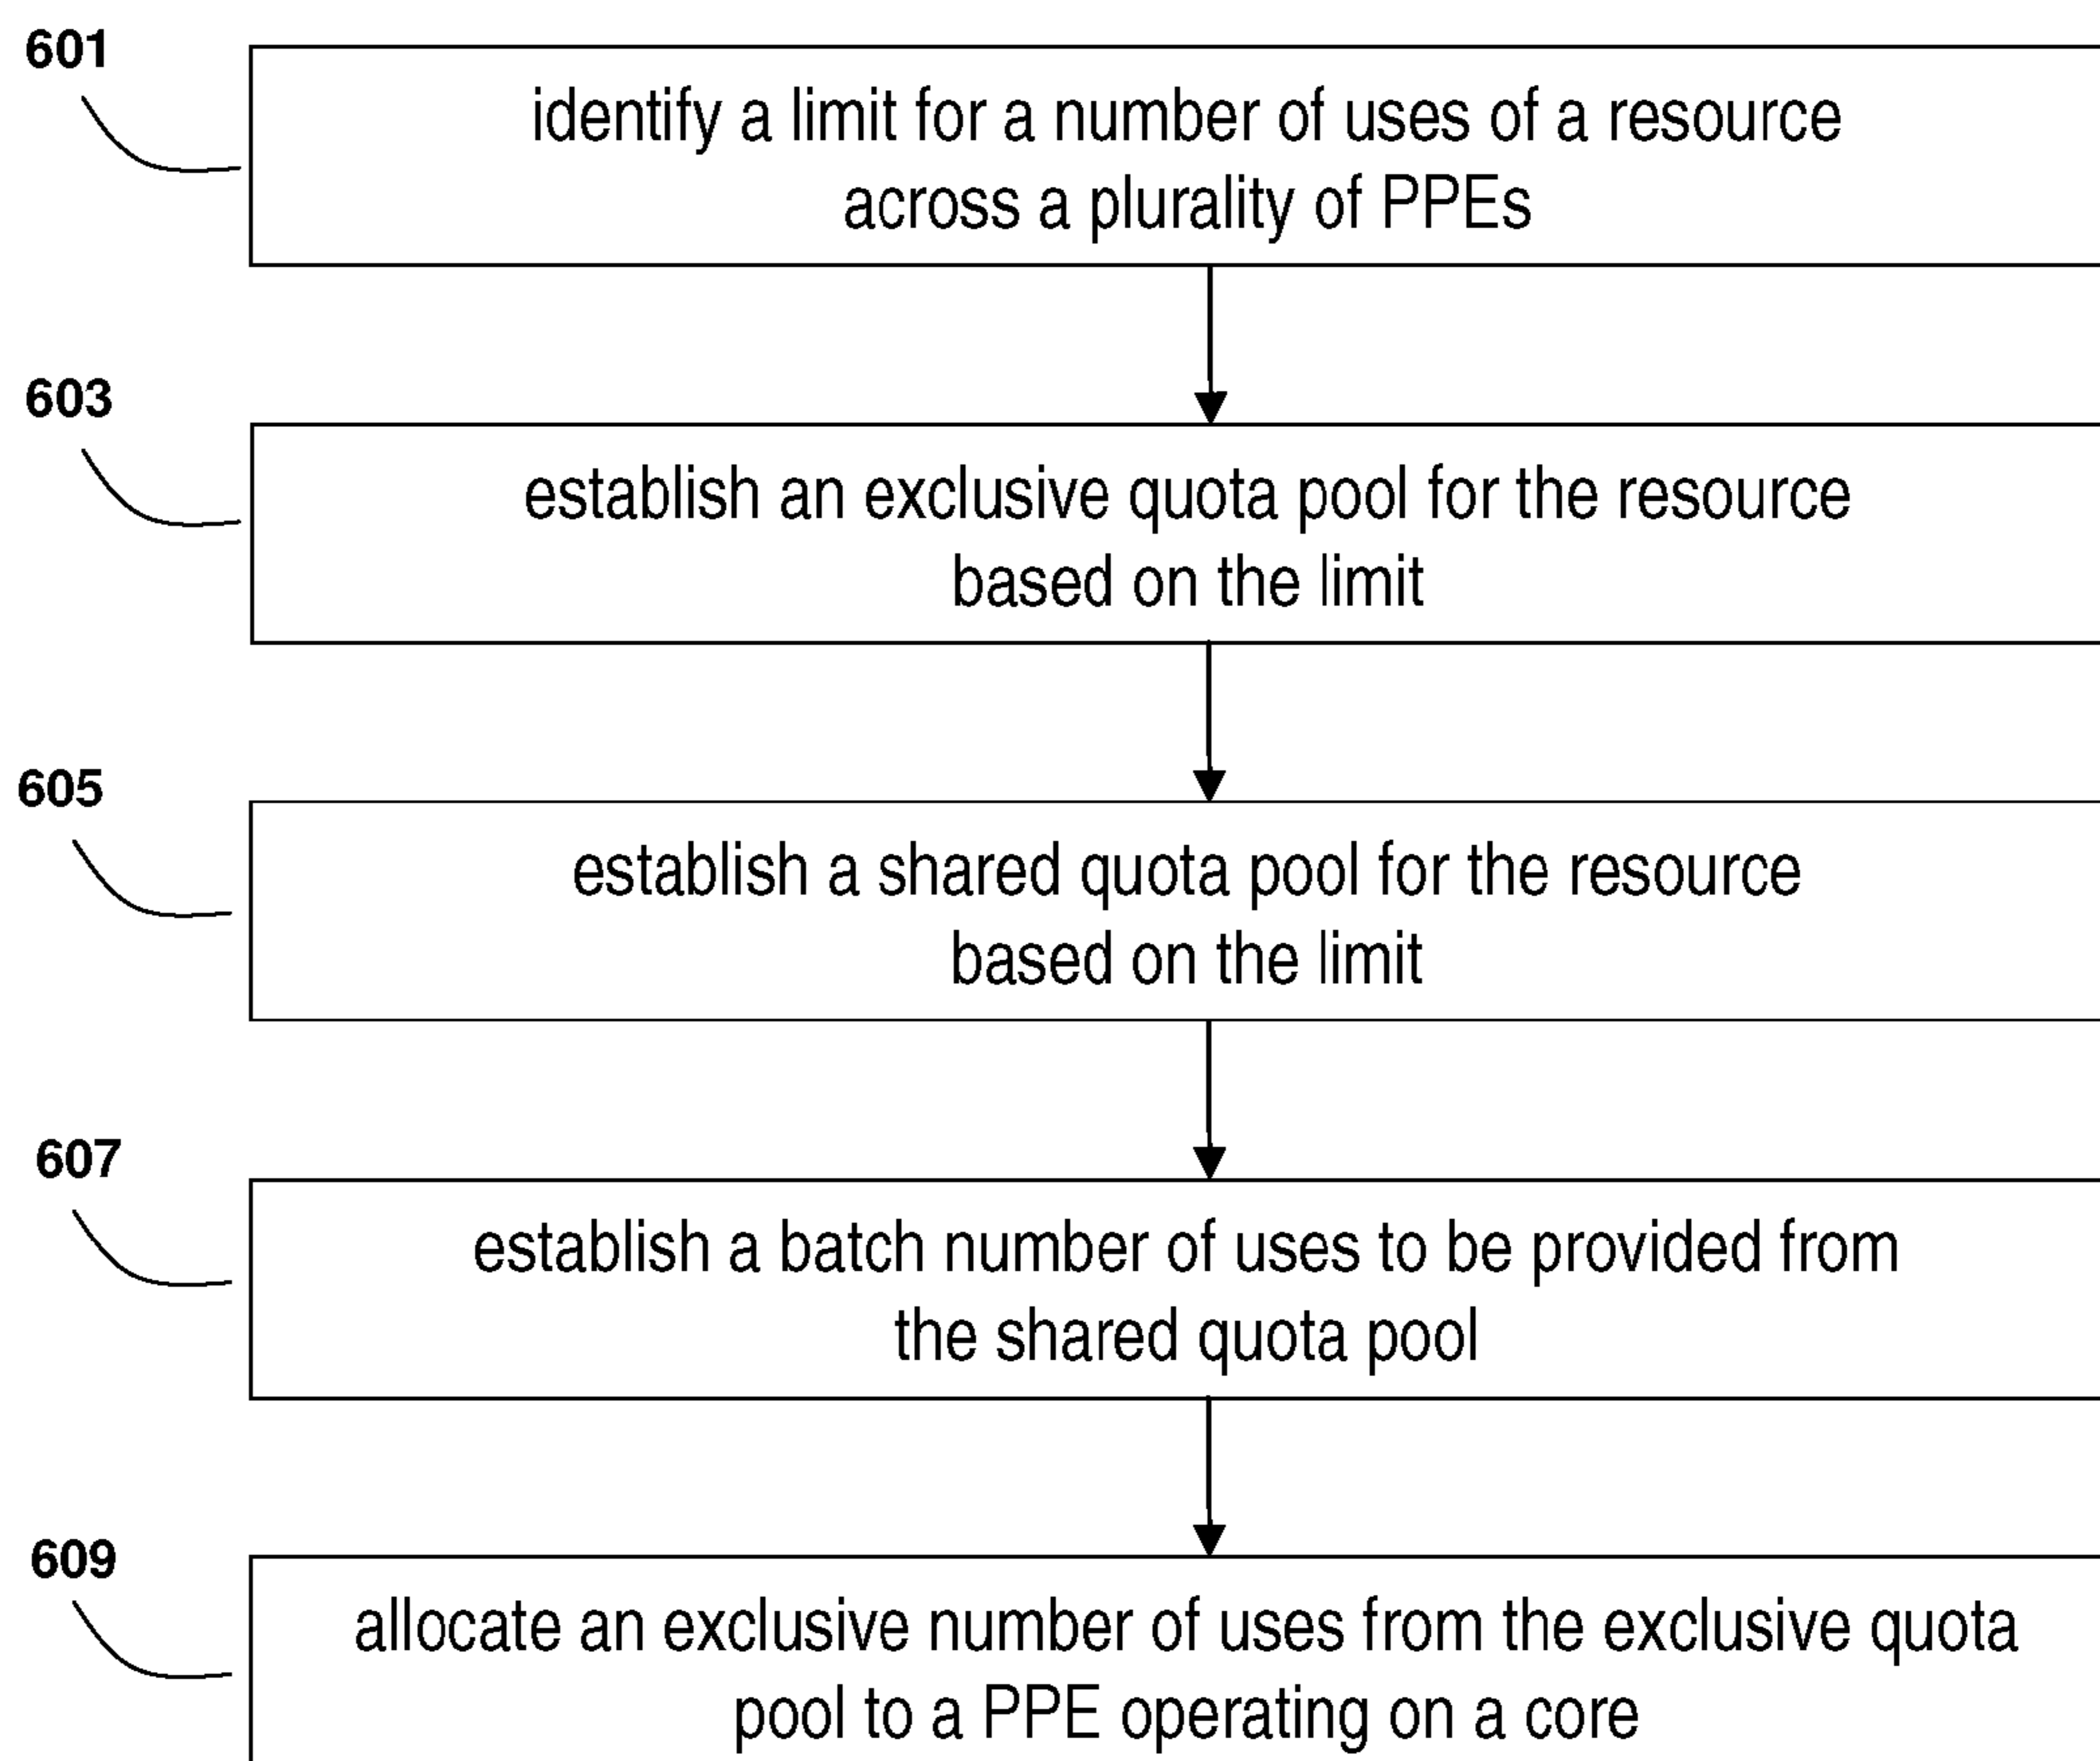 601
identify a limit for a number of uses of a resource
across a plurality of PPEs
603
establish an exclusive quota pool for the resource
based on the limit
605
establish a shared quota pool for the resource
based on the limit
607
establish a batch number of uses to be provided from
the shared quota pool
609
allocate an exclusive number of uses from the exclusive quota
pool to a PPE operating on a core